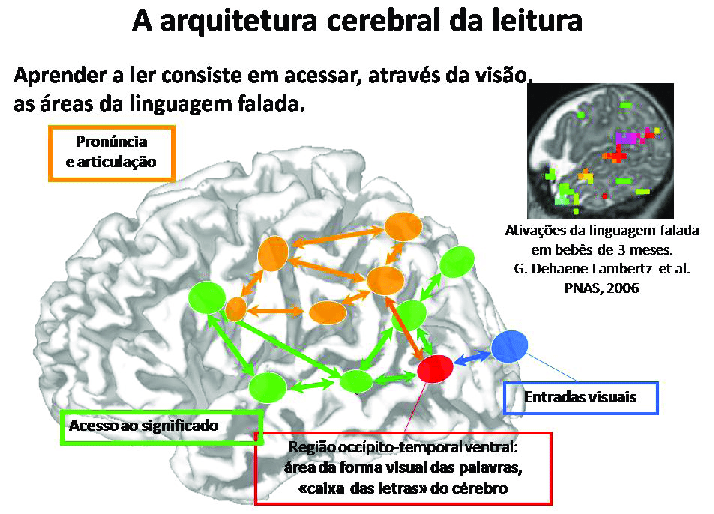 A arquitetura cerebral da leitura
Aprender a ler consiste em acessar, através da visão,
as áreas da linguagem falada.
Pronúncia
e articulação
Ativações da linguagem falada
em bebês de 3 meses.
G. Dehaene Lambertz et al.
PNAS, 2006
Entradas visuais
Acesso ao significado
Região occípito-temporal ventral:
área da forma visual das palavras,
«caixa das letras» do cérebro